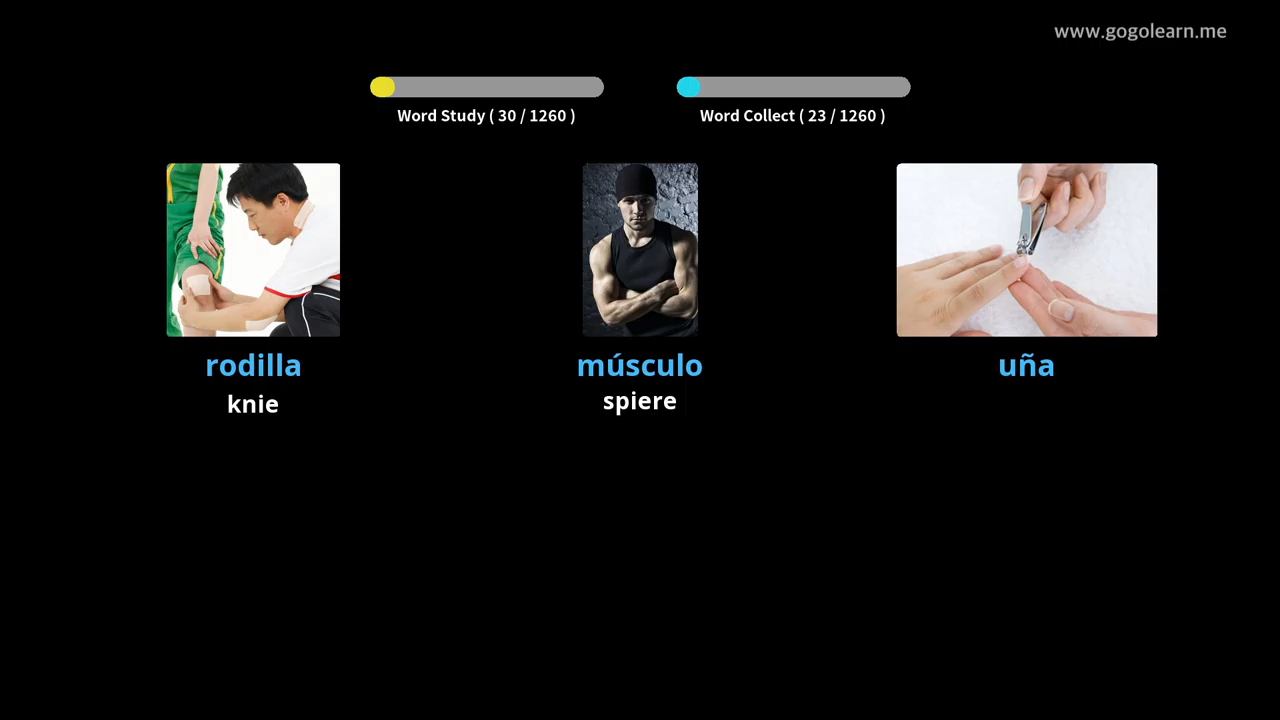 www.gogolearn.me
Word Study ( 30 / 1260 )
Word Collect ( 23 / 1260 )
rodilla
knie
músculo
spiere
uña